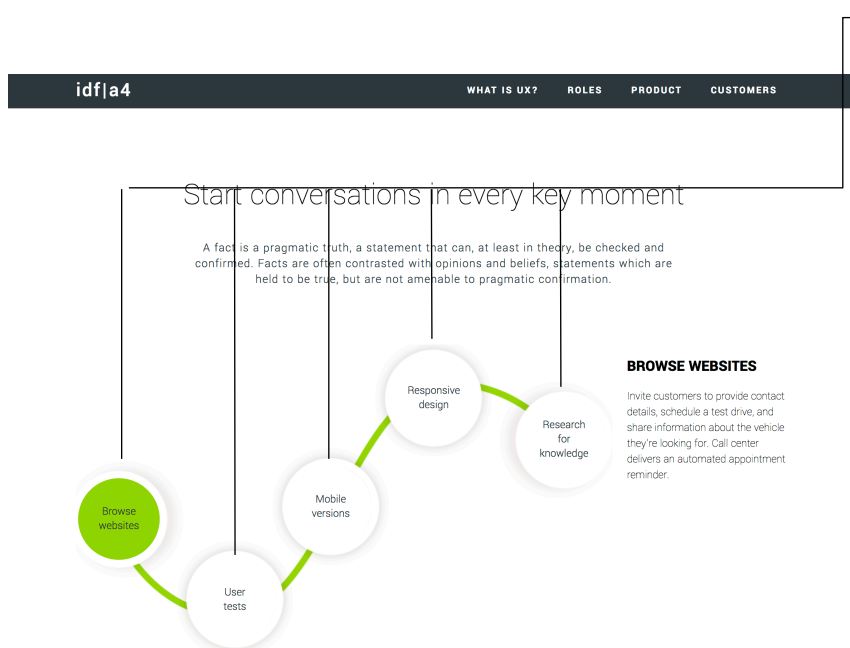 idf|a4
WHAT IS UX? ROLES PRODUCT CUSTOMERS
Start conversations in every key moment
A fact is a pragmatic truth, a statement that can, at least in theory, be checked and
confirmed. Facts are often contrasted with opinions and beliefs, statements which are
held to be true, but are not amenable to pragmatic confirmation.
Browse
websites
User
tests
Mobile
versions
Responsive
design
Research
for
knowledge
BROWSE WEBSITES
Invite customers to provide contact
details, schedule a test drive, and
share information about the vehicle
they're looking for. Call center
delivers an automated appointment
reminder.